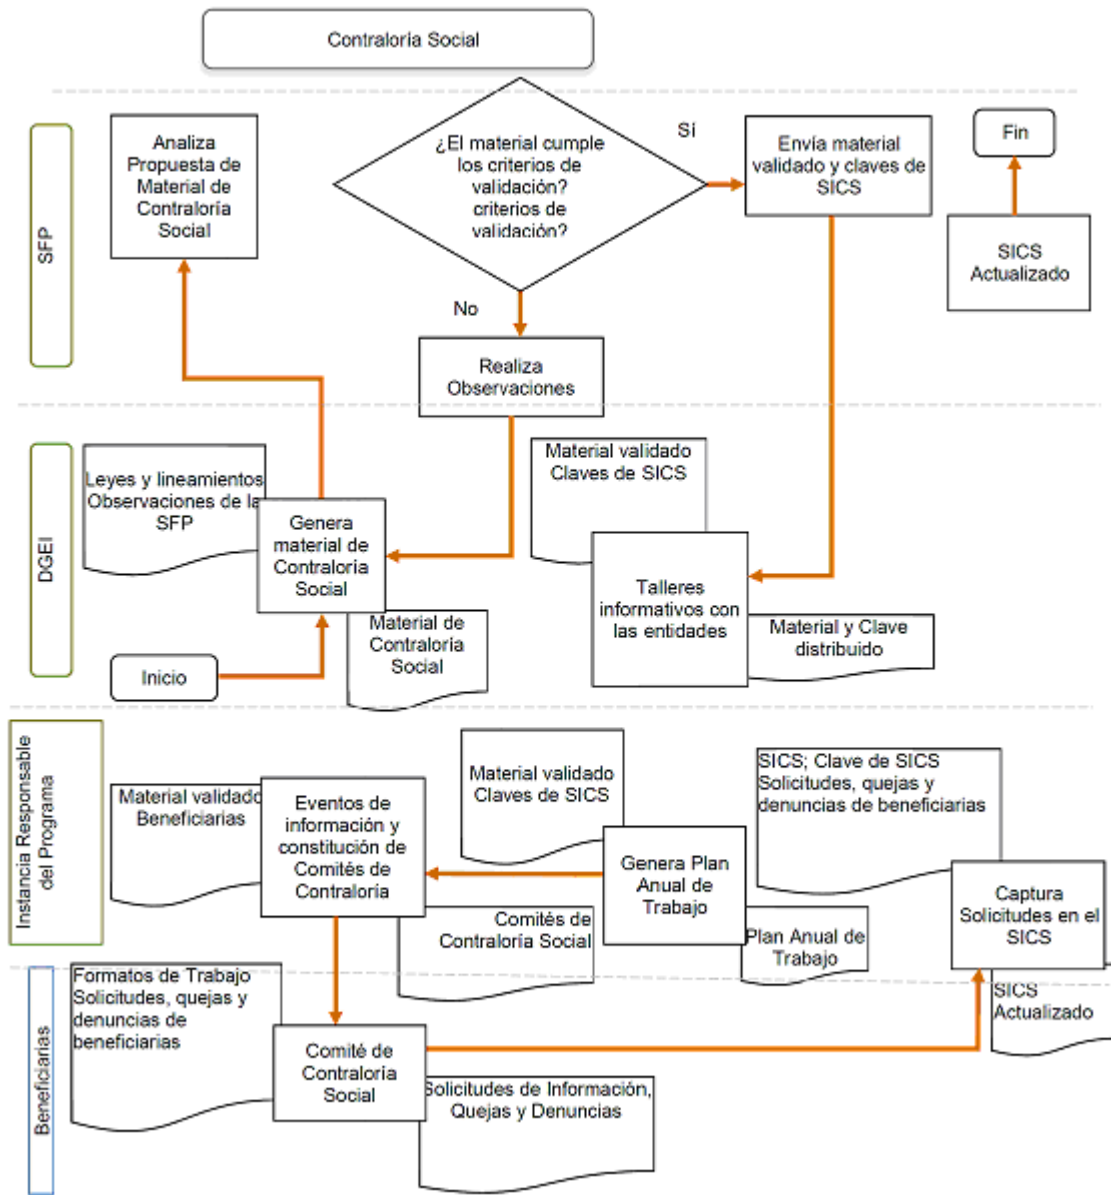 Contraloría Social
SFP
Analiza
Propuesta de
Material de
Contraloría
Social
¿El material cumple
los criterios de
validación?
criterios de
validación?
Sí
No
Envía material
validado y claves de
SICS
Fin
SICS
Actualizado
Realiza
Observaciones
DGEI
Leyes y lineamientos
Observaciones de la
SFP
Genera
material de
Contraloría
Social
Material de
Contraloría
Social
Inicio
Material validado
Claves de SICS
Talleres
informativos con
las entidades
Material y Clave
distribuido
Instancia Responsable
del Programa
Material validado
Beneficiarias
Eventos de
información y
constitución de
Comités de
Contraloría
Comités de
Contraloría Social
Material validado
Claves de SICS
Genera Plan
Anual de
Trabajo
Plan Anual de
Trabajo
SICS; Clave de SICS
Solicitudes, quejas y
denuncias de beneficiarias
Captura
Solicitudes en el
SICS
SICS
Actualizado
Beneficiarias
Formatos de Trabajo
Solicitudes, quejas y
denuncias de
beneficiarias
Comité de
Contraloría
Social
Solicitudes de Información,
Quejas y Denuncias